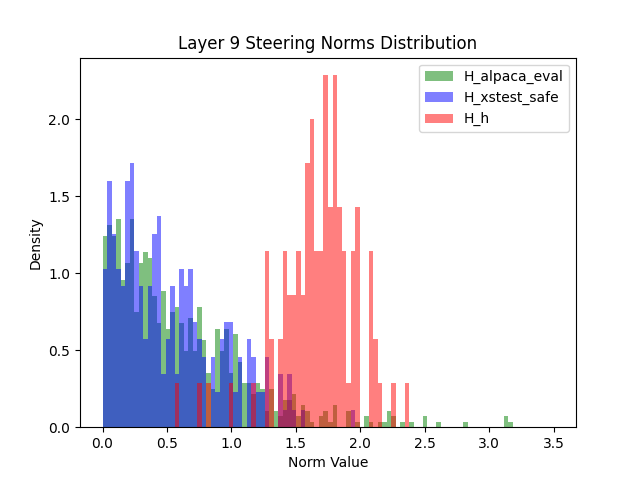 Layer 9 Steering Norms Distribution
H_alpaca_eval
H_xstest_safe
H_h
Density
2.0
1.5
1.0
0.5
0.0
0.0 0.5 1.0 1.5 2.0 2.5 3.0 3.5
Norm Value